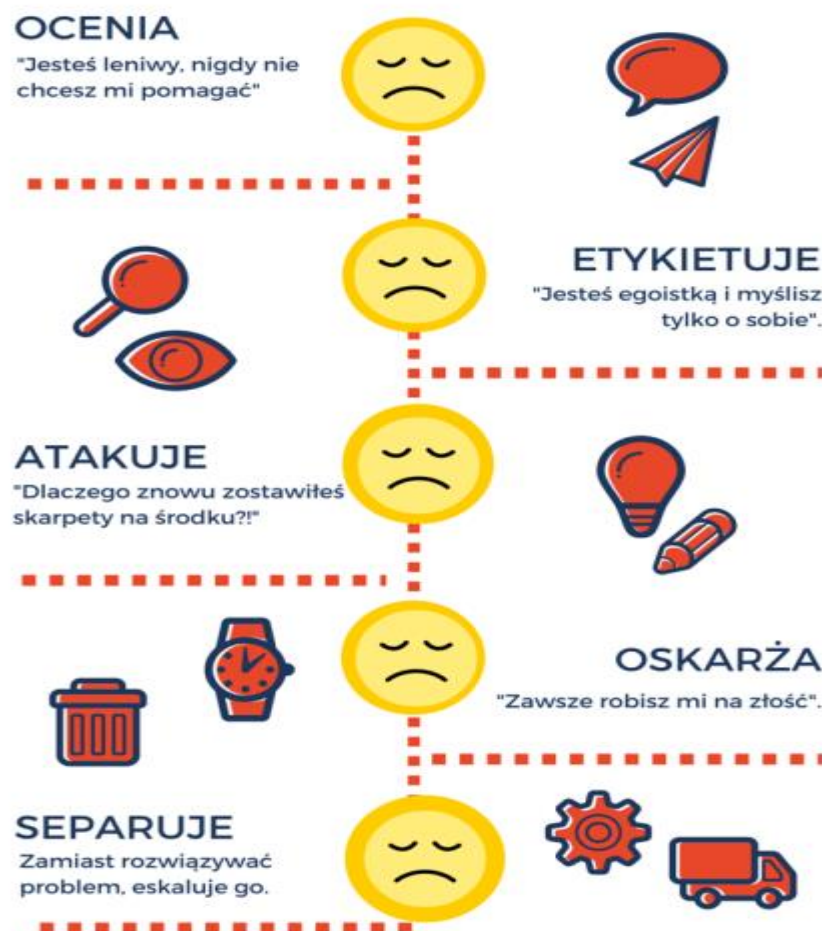 OCENIA
"Jesteś leniwy, nigdy nie
chcesz mi pomagać"
ETYKIETUJE
"Jesteś egoistką i myślisz
tylko o sobie".
ATAKUJE
"Dlaczego znowu zostawiłeś
skarpety na środku?!"
OSKARŻA
"Zawsze robisz mi na złość".
SEPARUJE
Zamiast rozwiązywać
problem, eskaluje go.